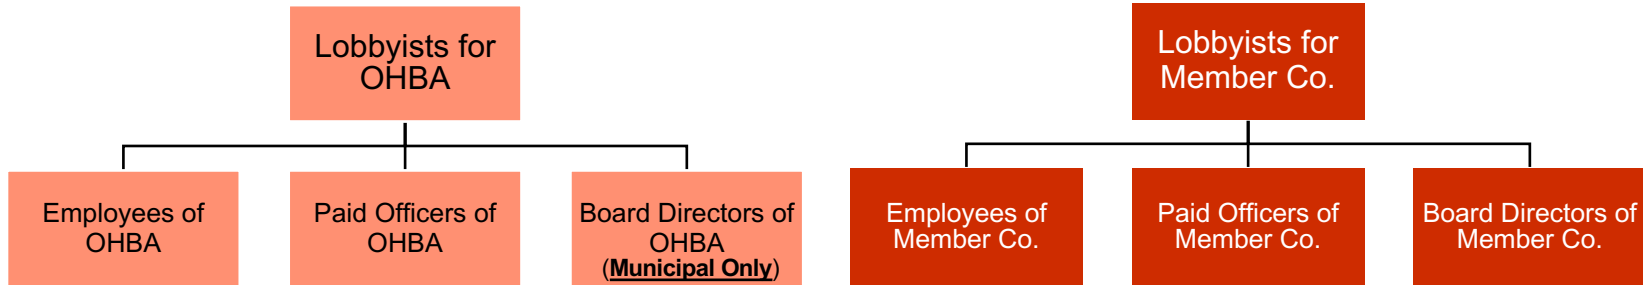 Lobbyists for
OHBA
Employees of
OHBA
Paid Officers of
OHBA
Board Directors of
OHBA
(Municipal Only)
Lobbyists for
Member Co.
Employees of
Member Co.
Paid Officers of
Member Co.
Board Directors of
Member Co.